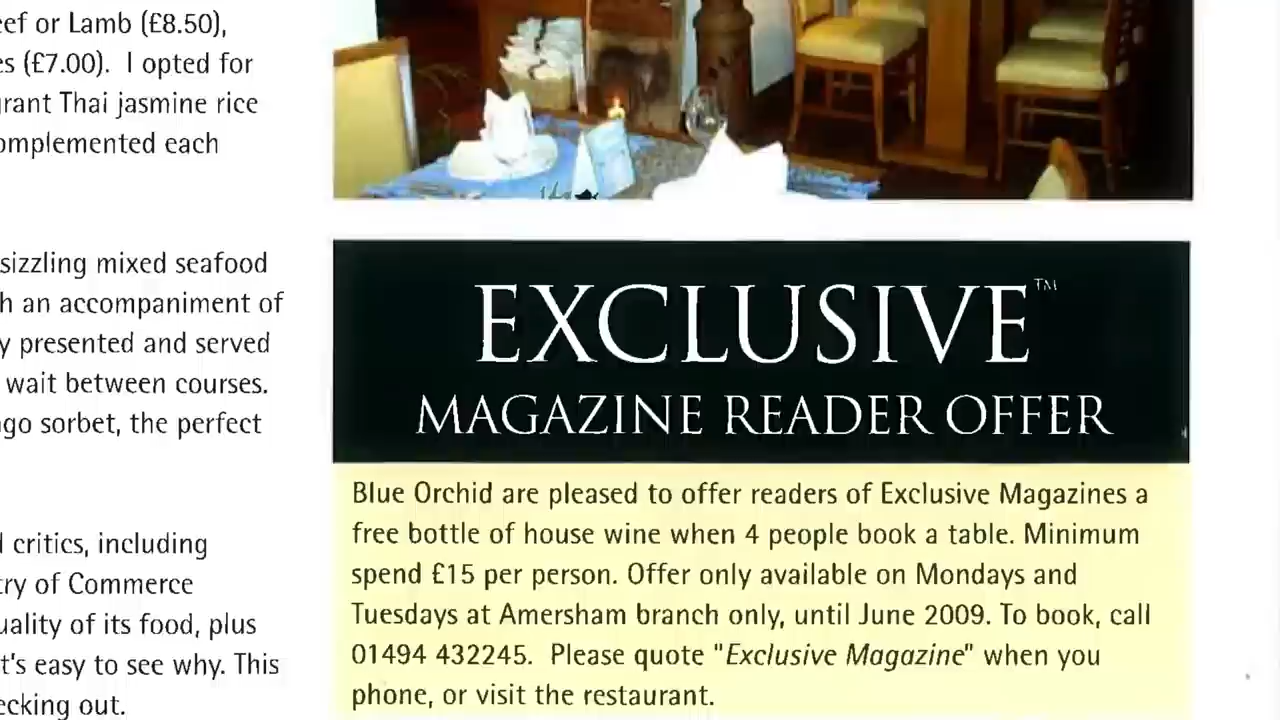 eef or Lamb (£8.50),
es (£7.00). I opted for
grant Thai jasmine rice
omplemented each
sizzling mixed seafood
h an accompaniment of
y presented and served
wait between courses.
ngo sorbet, the perfect
d critics, including
try of Commerce
uality of its food, plus
t's easy to see why. This
ecking out.
EXCLUSIVE™
MAGAZINE READER OFFER
Blue Orchid are pleased to offer readers of Exclusive Magazines a
free bottle of house wine when 4 people book a table. Minimum
spend £15 per person. Offer only available on Mondays and
Tuesdays at Amersham branch only, until June 2009. To book, call
01494 432245. Please quote "Exclusive Magazine" when you
phone, or visit the restaurant.